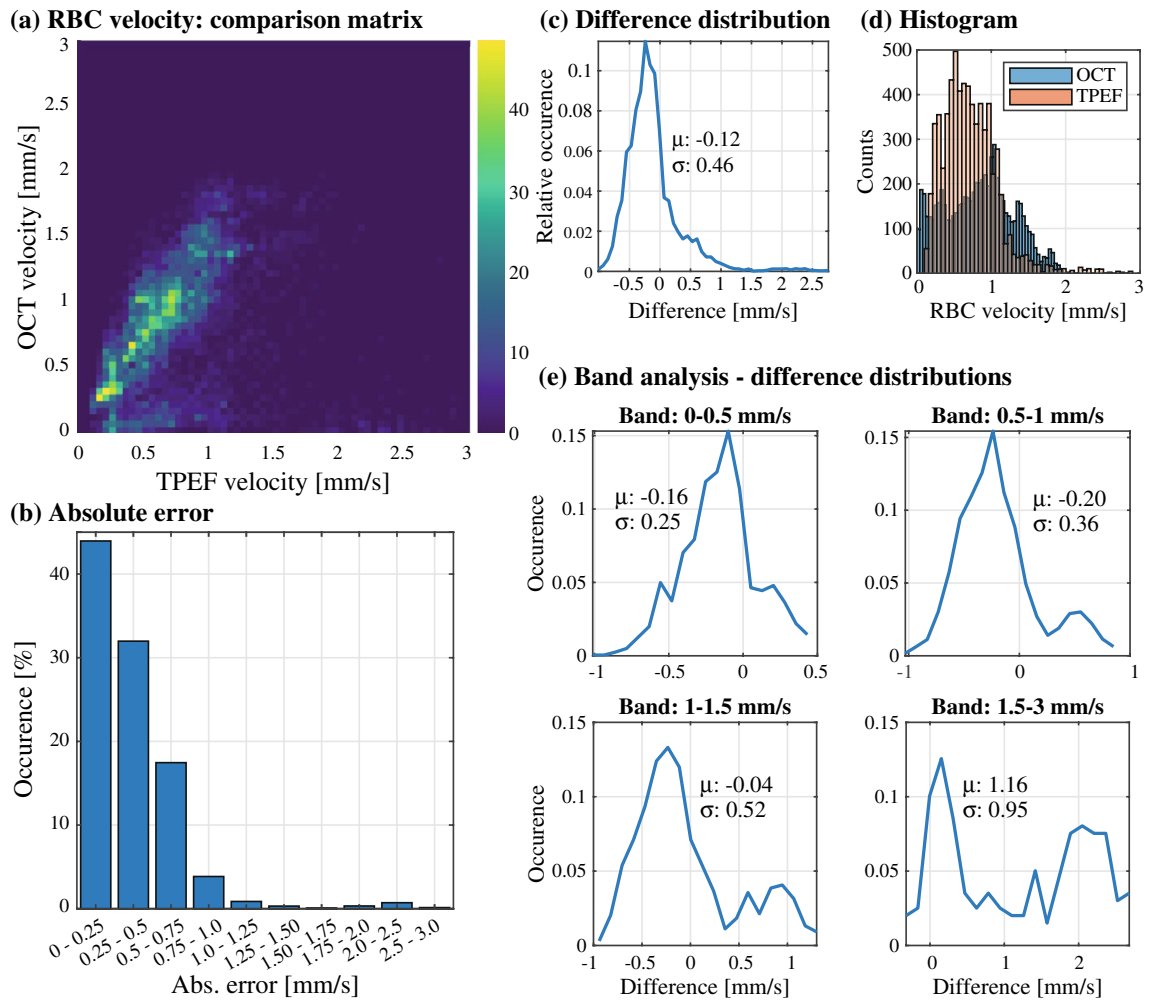 (a) RBC velocity: comparison matrix
3
2.5
2
1.5
1
0.5
0
OCT velocity [mm/s]
0
0.5
1
1.5
2
2.5
3
TPEF velocity [mm/s]
40
30
20
10
0
(b) Absolute error
40
30
20
10
0
Occurence [%]
0 - 0.25
0.25 - 0.5
0.5 - 0.75
0.75 - 1.0
1.0 - 1.25
1.25 - 1.50
1.50 - 1.75
1.75 - 2.0
2.0 - 2.5
2.5 - 3.0
Abs. error [mm/s]
(c) Difference distribution
0.1
0.08
0.06
0.04
0.02
0
Relative occurence
μ: -0.12
σ: 0.46
-0.5
0
0.5
1
1.5
2
2.5
Difference [mm/s]
(d) Histogram
500
400
300
200
100
0
Counts
OCT
TPEF
0
1
2
3
RBC velocity [mm/s]
(e) Band analysis - difference distributions
Band: 0-0.5 mm/s
0.15
0.1
0.05
0
Occurence
μ: -0.16
σ: 0.25
-1
-0.5
0
0.5
Band: 0.5-1 mm/s
0.15
0.1
0.05
0
μ: -0.20
σ: 0.36
-1
0
1
Band: 1-1.5 mm/s
0.15
0.1
0.05
0
Occurence
μ: -0.04
σ: 0.52
-1
0
1
Difference [mm/s]
Band: 1.5-3 mm/s
0.15
0.1
0.05
0
μ: 1.16
σ: 0.95
0
2
Difference [mm/s]